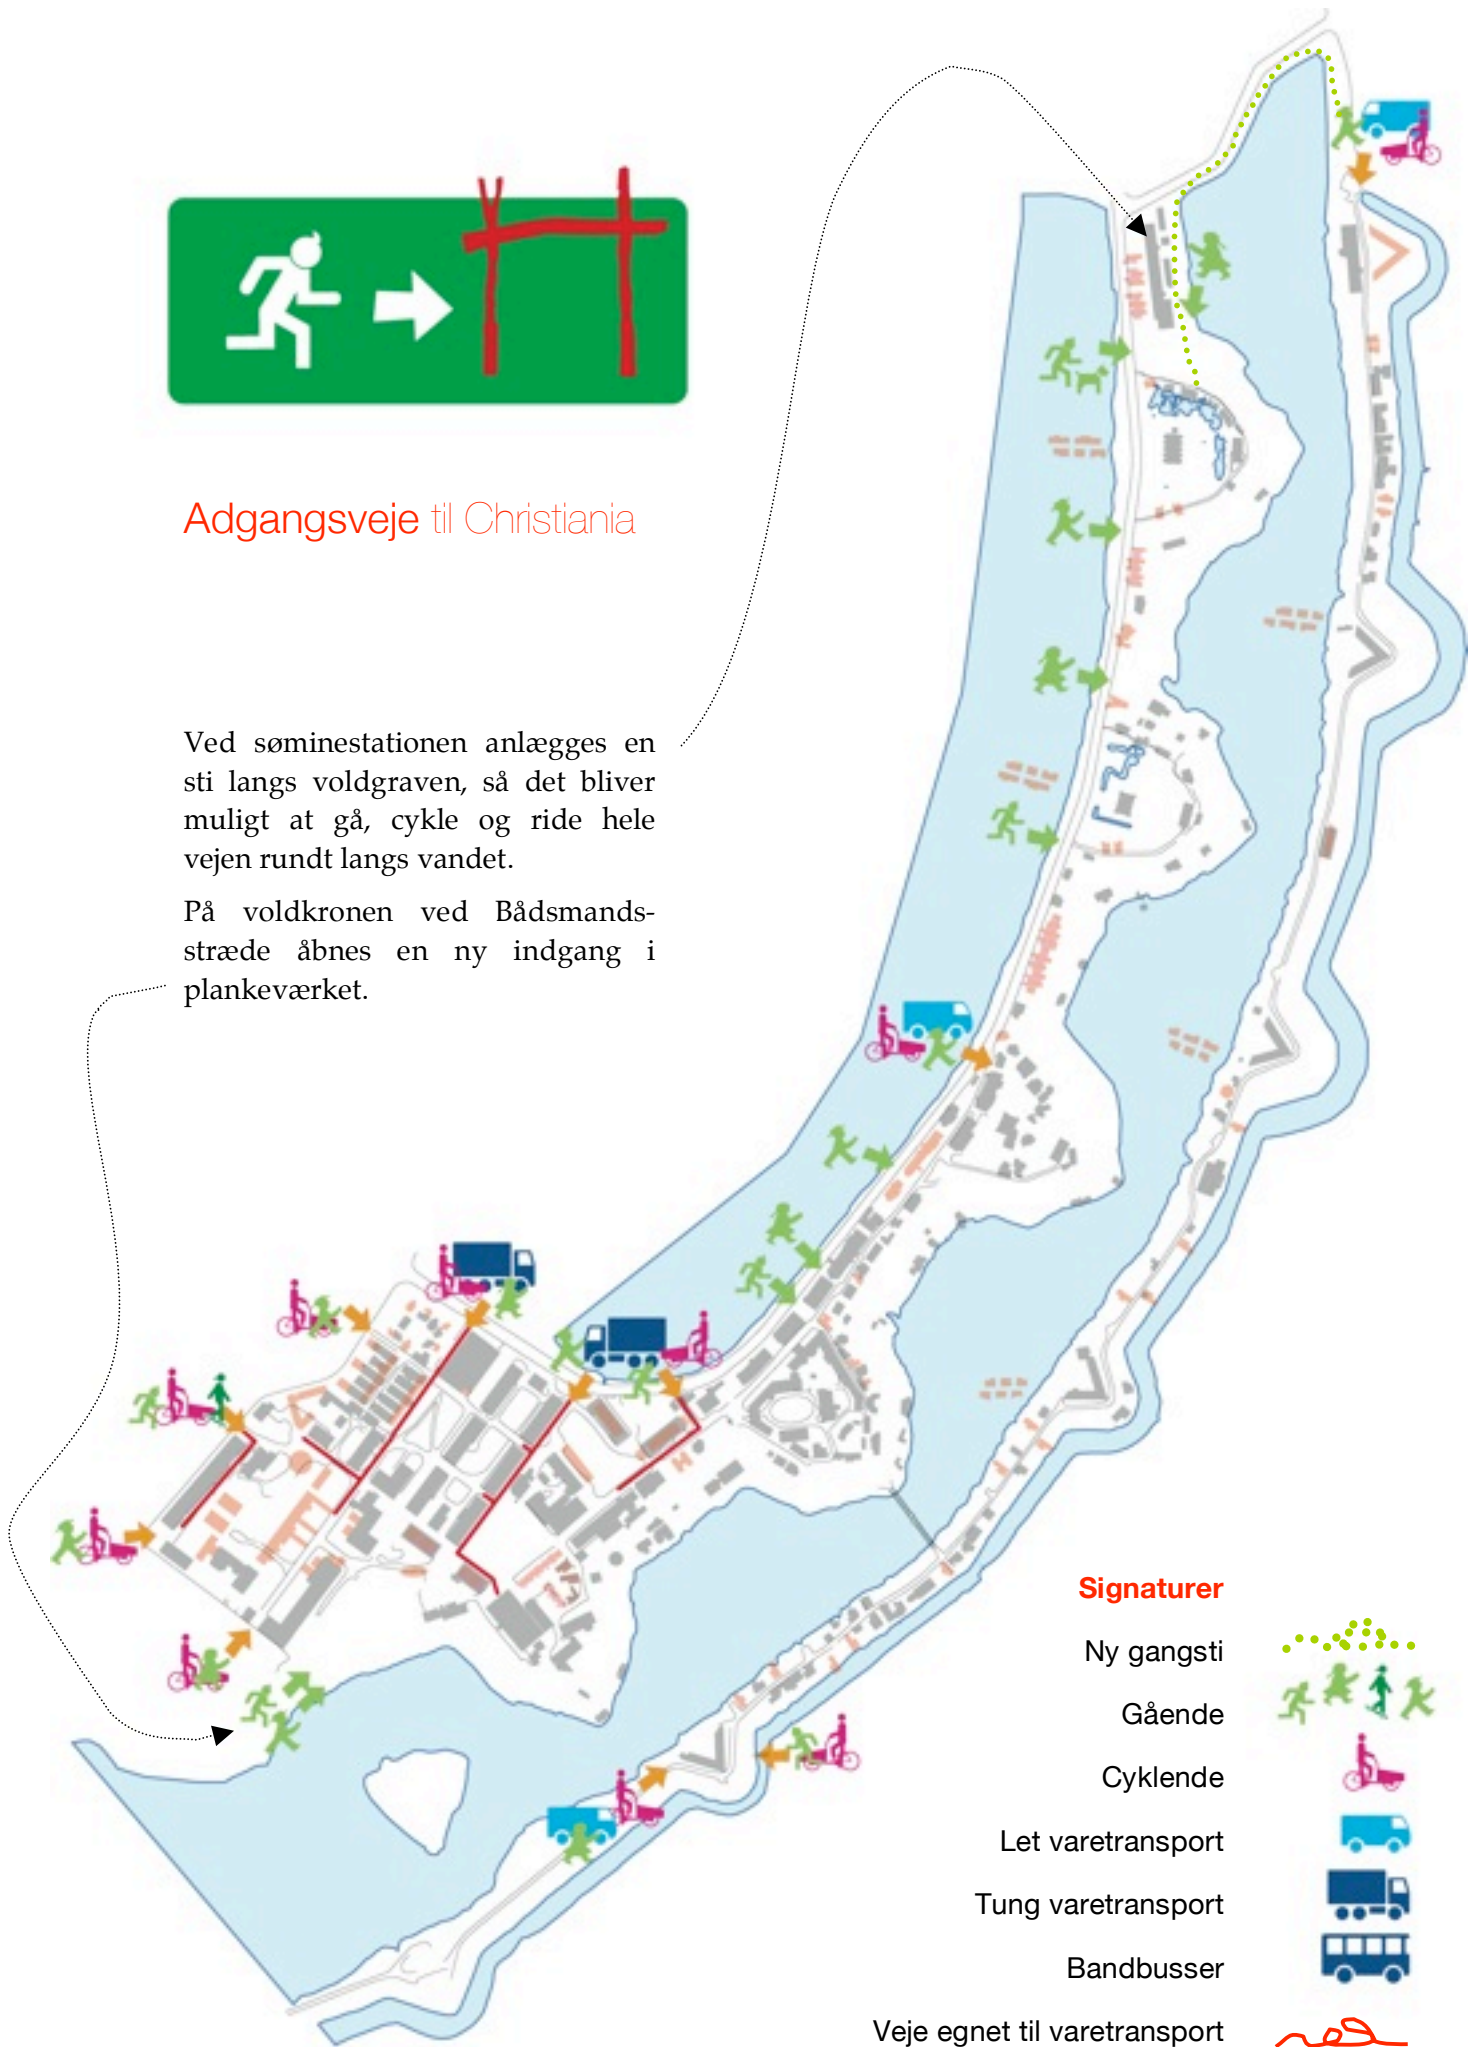 Adgangsveje til Christiania
Ved søminestationen anlægges en
sti langs voldgraven, så det bliver
muligt at gå, cykle og ride hele
vejen rundt langs vandet.
På voldkronen ved Bådsmands-
stræde åbnes en ny indgang i
plankeværket.
Signaturer
Ny gangsti
Gående
Cyklende
Let varetransport
Tung varetransport
Bandbusser
Veje egnet til varetransport